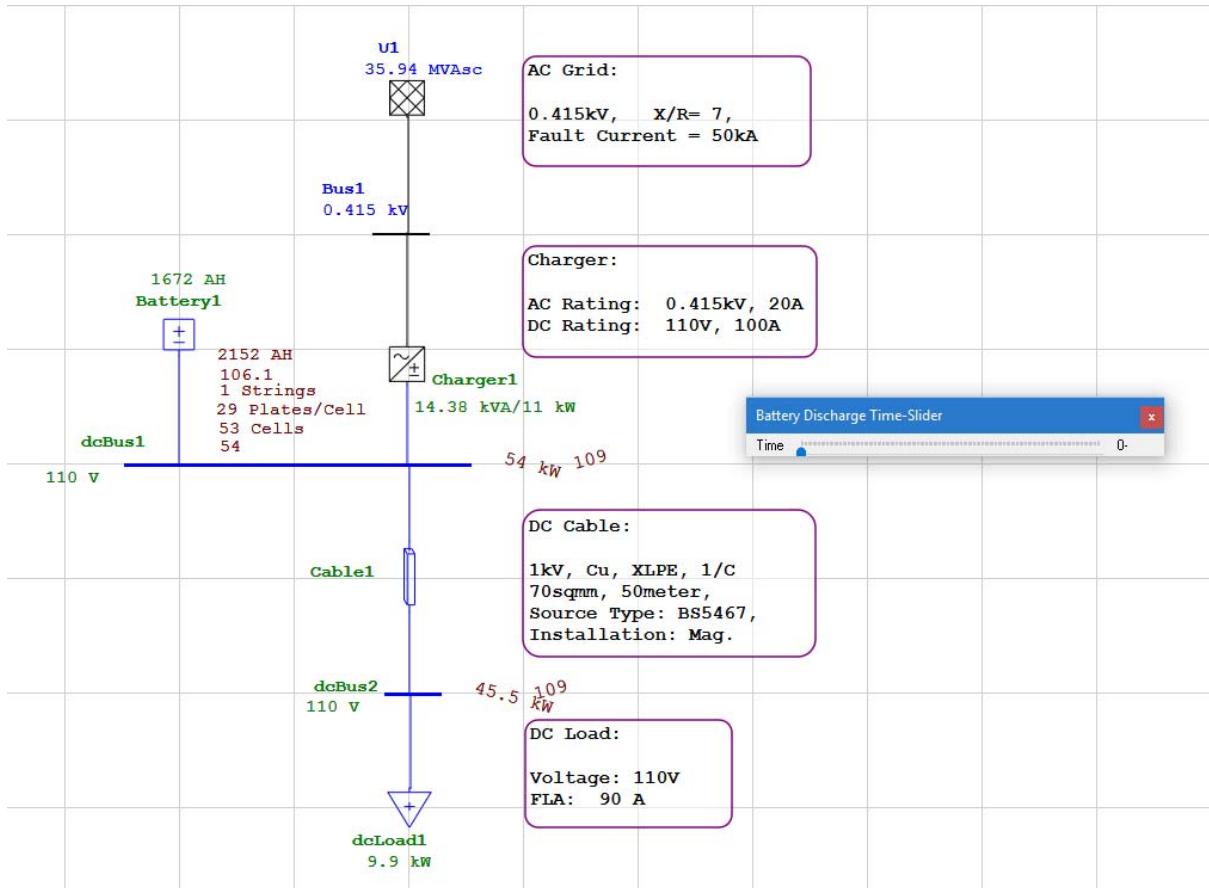 U1
35.94 MVAsc
AC Grid:
0.415kV, X/R= 7,
Fault Current = 50kA
Bus1
0.415 kV
Charger:
AC Rating: 0.415kV, 20A
DC Rating: 110V, 100A
1672 AH
Battery1
2152 AH
106.1
1 Strings
29 Plates/Cell
53 Cells
54
Charger1
14.38 kVA/11 kW
Battery Discharge Time-Slider
x
Time 0-
dcBus1
110 V
54 kW 109
DC Cable:
1kV, Cu, XLPE, 1/C
70sqmm, 50meter,
Source Type: BS5467,
Installation: Mag.
Cable1
dcBus2
110 V
45.5 kW 109
DC Load:
Voltage: 110V
FLA: 90 A
dcLoad1
9.9 kW